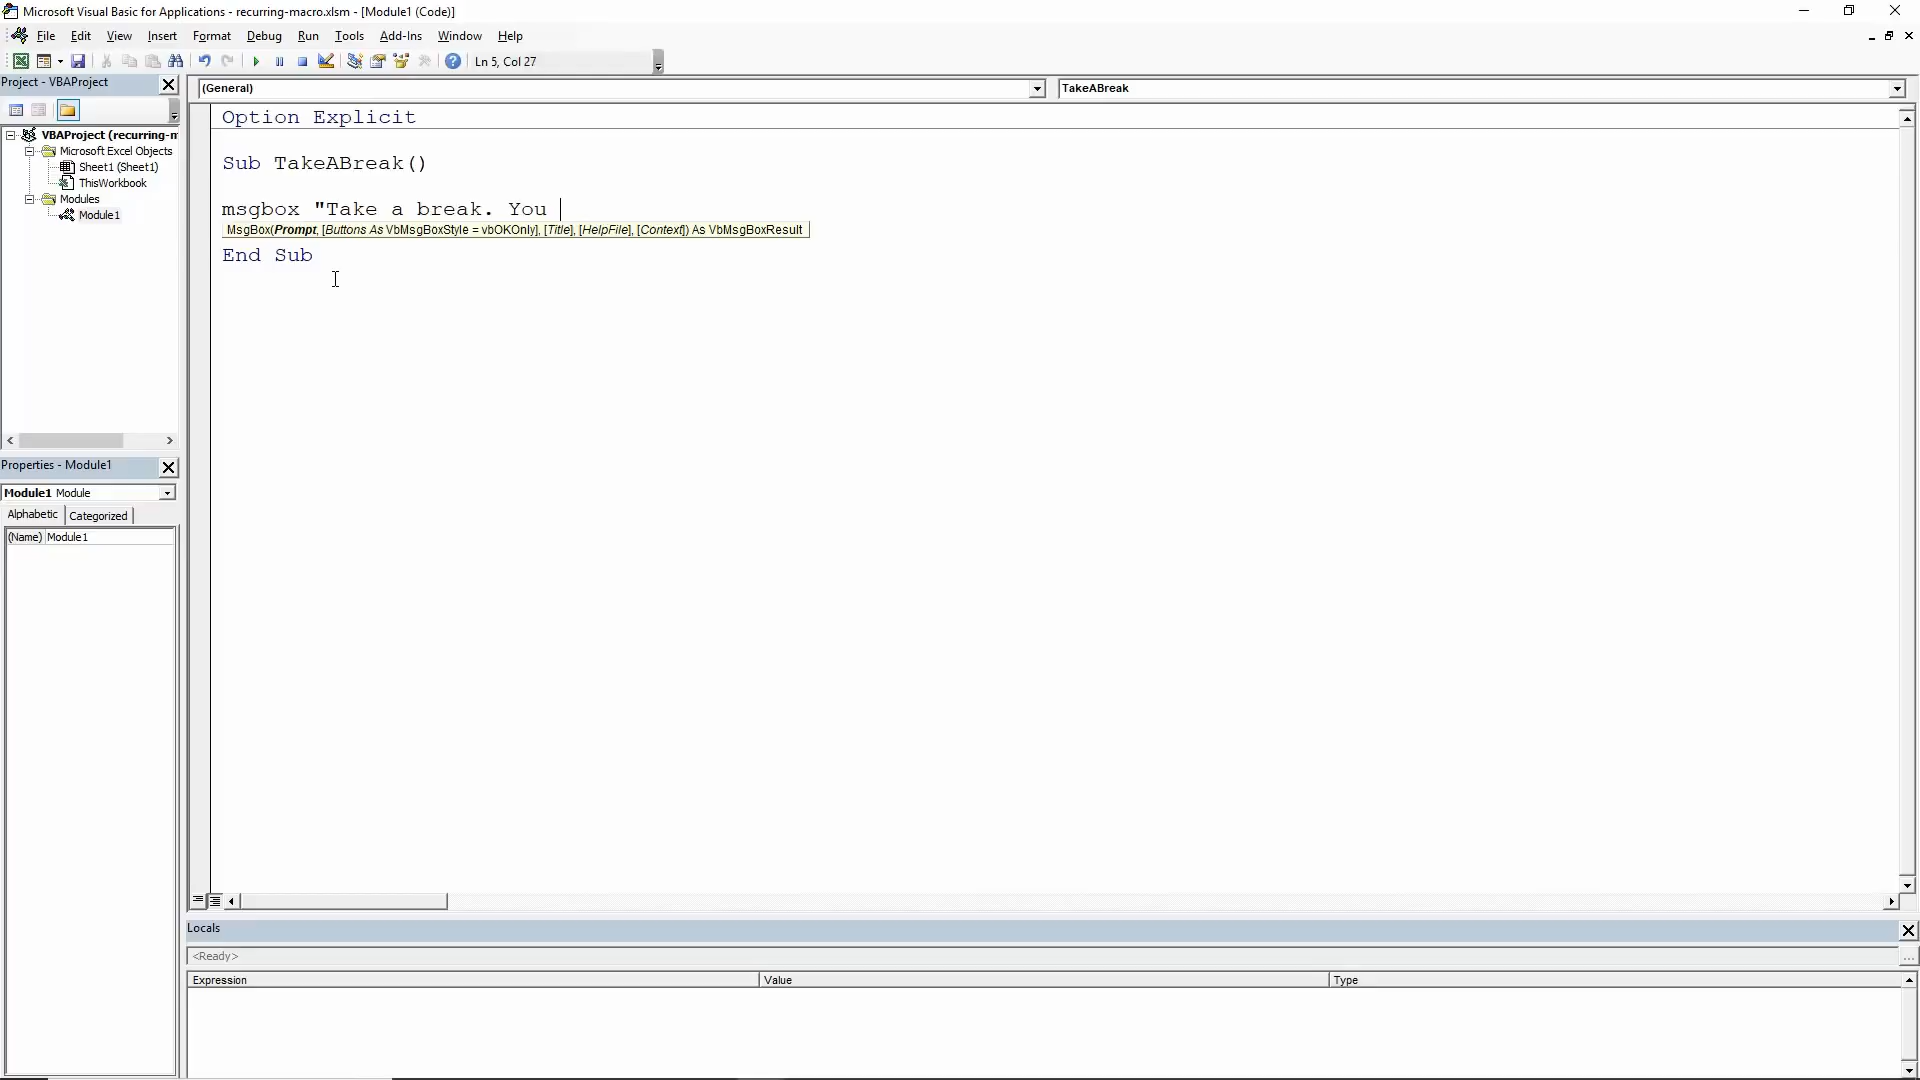 Microsoft Visual Basic for Applications - recurring-macro.xlsm - [Module1 (Code)]
File Edit View Insert Format Debug Run Tools Add-Ins Window Help
Ln 5, Col 27
Project - VBAProject
(General)
TakeABreak
VBAProject (recurring-m
Microsoft Excel Objects
Sheet1 (Sheet1)
ThisWorkbook
Modules
Module1
Option Explicit
Sub TakeABreak()
msgbox "Take a break. You
MsgBox(Prompt, [Buttons As VbMsgBoxStyle = vbOKOnly], [Title], [HelpFile], [Context]) As VbMsgBoxResult
End Sub
Properties - Module1
Module1 Module
Alphabetic Categorized
(Name) Module1
Locals
<Ready>
Expression Value Type